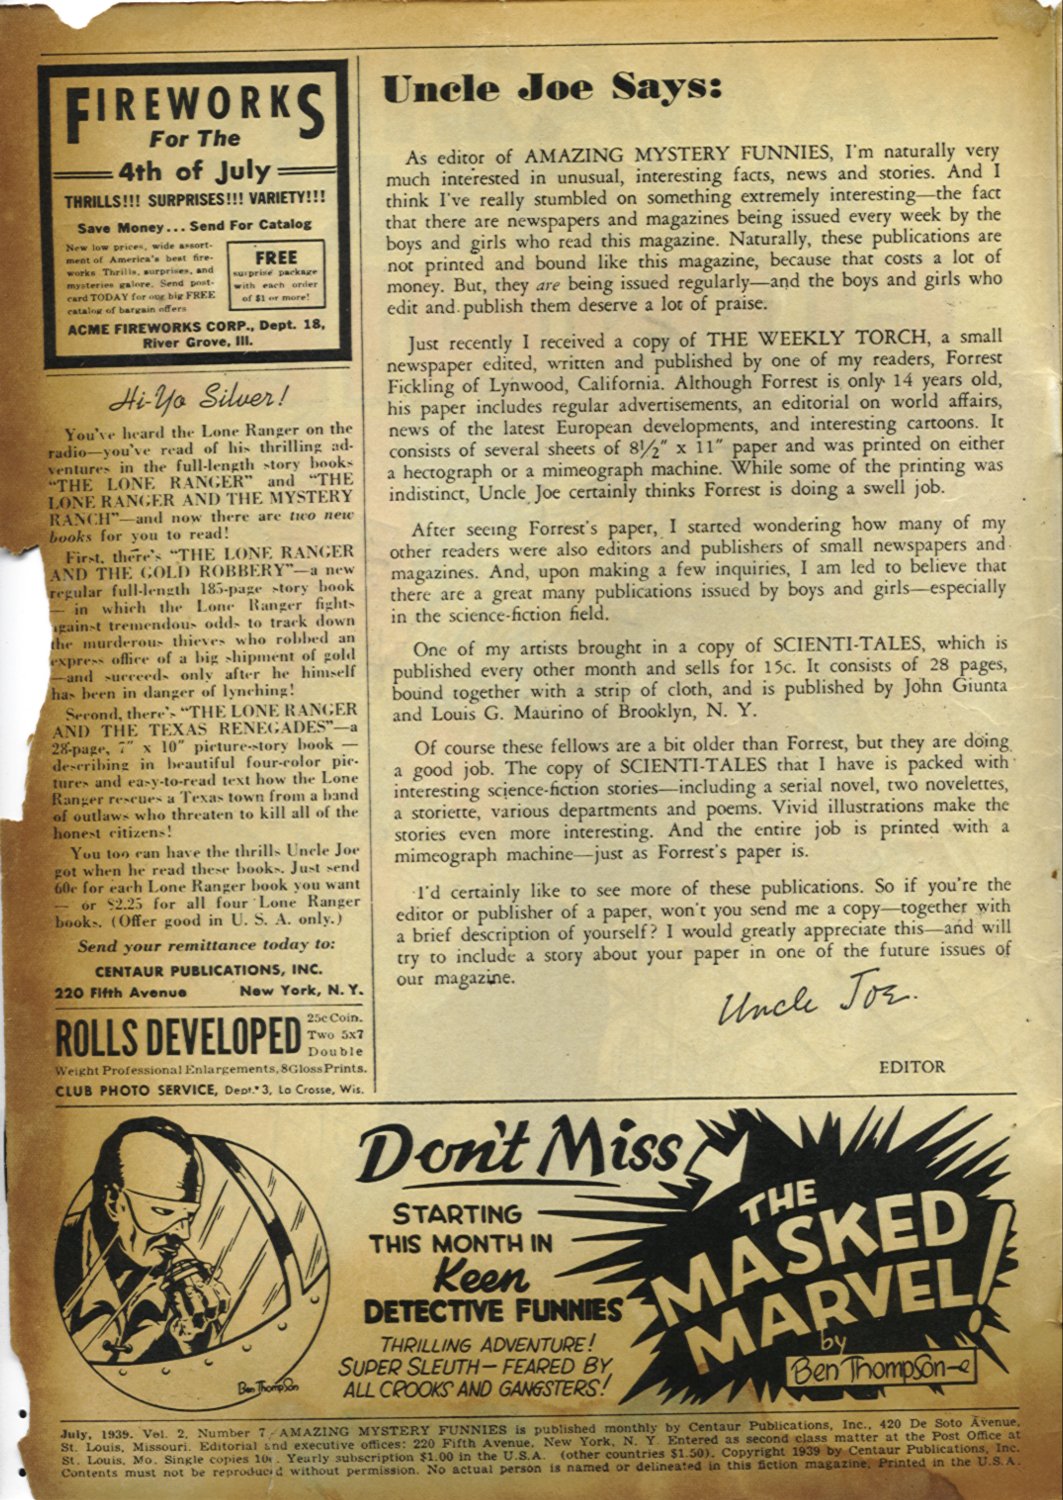 FIREWORKS
For The
4th of July
THRILLS!!! SURPRISES!!! VARIETY!!!
Save Money... Send For Catalog
New low prices, wide assort-
ment of America's best fire-
works Thrills, surprises, and
mysteries galore. Send post-
card TODAY for our big FREE
catalog of bargain offers
FREE
surprise package
with each order
of $1 or more!
ACME FIREWORKS CORP., Dept. 18,
River Grove, Ill.
Hi-Yo Silver!
You've heard the Lone Ranger on the
radio—you've read of his thrilling ad-
ventures in the full-length story books
"THE LONE RANGER" and "THE
LONE RANGER AND THE MYSTERY
RANCH"—and now there are two new
books for you to read!
First, there's "THE LONE RANGER
AND THE GOLD ROBBERY"—a new
regular full-length 185-page story book
— in which the Lone Ranger fights
against tremendous odds to track down
the murderous thieves who robbed an
express office of a big shipment of gold
—and succeeds only after he himself
has been in danger of lynching!
Second, there's "THE LONE RANGER
AND THE TEXAS RENEGADES"—a
28-page, 7" x 10" picture-story book —
describing in beautiful four-color pic-
tures and easy-to-read text how the Lone
Ranger rescues a Texas town from a band
of outlaws who threaten to kill all of the
honest citizens!
You too can have the thrills Uncle Joe
got when he read these books. Just send
60c for each Lone Ranger book you want
— or $2.25 for all four Lone Ranger
books. (Offer good in U. S. A. only.)
Send your remittance today to:
CENTAUR PUBLICATIONS, INC.
220 Fifth Avenue New York, N. Y.
ROLLS DEVELOPED
25c Coin.
Two 5x7
Double
Weight Professional Enlargements, 8 Gloss Prints.
CLUB PHOTO SERVICE, Dept. 3, La Crosse, Wis.
Uncle Joe Says:
As editor of AMAZING MYSTERY FUNNIES, I'm naturally very
much interested in unusual, interesting facts, news and stories. And I
think I've really stumbled on something extremely interesting—the fact
that there are newspapers and magazines being issued every week by the
boys and girls who read this magazine. Naturally, these publications are
not printed and bound like this magazine, because that costs a lot of
money. But, they are being issued regularly—and the boys and girls who
edit and publish them deserve a lot of praise.
Just recently I received a copy of THE WEEKLY TORCH, a small
newspaper edited, written and published by one of my readers, Forrest
Fickling of Lynwood, California. Although Forrest is only 14 years old,
his paper includes regular advertisements, an editorial on world affairs,
news of the latest European developments, and interesting cartoons. It
consists of several sheets of 8½" x 11" paper and was printed on either
a hectograph or a mimeograph machine. While some of the printing was
indistinct, Uncle Joe certainly thinks Forrest is doing a swell job.
After seeing Forrest's paper, I started wondering how many of my
other readers were also editors and publishers of small newspapers and
magazines. And, upon making a few inquiries, I am led to believe that
there are a great many publications issued by boys and girls—especially
in the science-fiction field.
One of my artists brought in a copy of SCIENTI-TALES, which is
published every other month and sells for 15c. It consists of 28 pages,
bound together with a strip of cloth, and is published by John Giunta
and Louis G. Maurino of Brooklyn, N. Y.
Of course these fellows are a bit older than Forrest, but they are doing
a good job. The copy of SCIENTI-TALES that I have is packed with
interesting science-fiction stories—including a serial novel, two novelettes,
a storiette, various departments and poems. Vivid illustrations make the
stories even more interesting. And the entire job is printed with a
mimeograph machine—just as Forrest's paper is.
I'd certainly like to see more of these publications. So if you're the
editor or publisher of a paper, won't you send me a copy—together with
a brief description of yourself? I would greatly appreciate this—and will
try to include a story about your paper in one of the future issues of
our magazine.
Uncle Joe.
EDITOR
Don't Miss
STARTING
THIS MONTH IN
Keen
DETECTIVE FUNNIES
THRILLING ADVENTURE!
SUPER SLEUTH—FEARED BY
ALL CROOKS AND GANGSTERS!
THE
MASKED
MARVEL!
by
Ben Thompson-e
Ben Thompson
July, 1939. Vol. 2, Number 7. AMAZING MYSTERY FUNNIES is published monthly by Centaur Publications, Inc., 420 De Soto Avenue,
St. Louis, Missouri. Editorial and executive offices: 220 Fifth Avenue, New York, N. Y. Entered as second class matter at the Post Office at
St. Louis, Mo. Single copies 10c. Yearly subscription $1.00 in the U.S.A. (other countries $1.50). Copyright 1939 by Centaur Publications, Inc.
Contents must not be reproduced without permission. No actual person is named or delineated in this fiction magazine. Printed in the U.S.A.